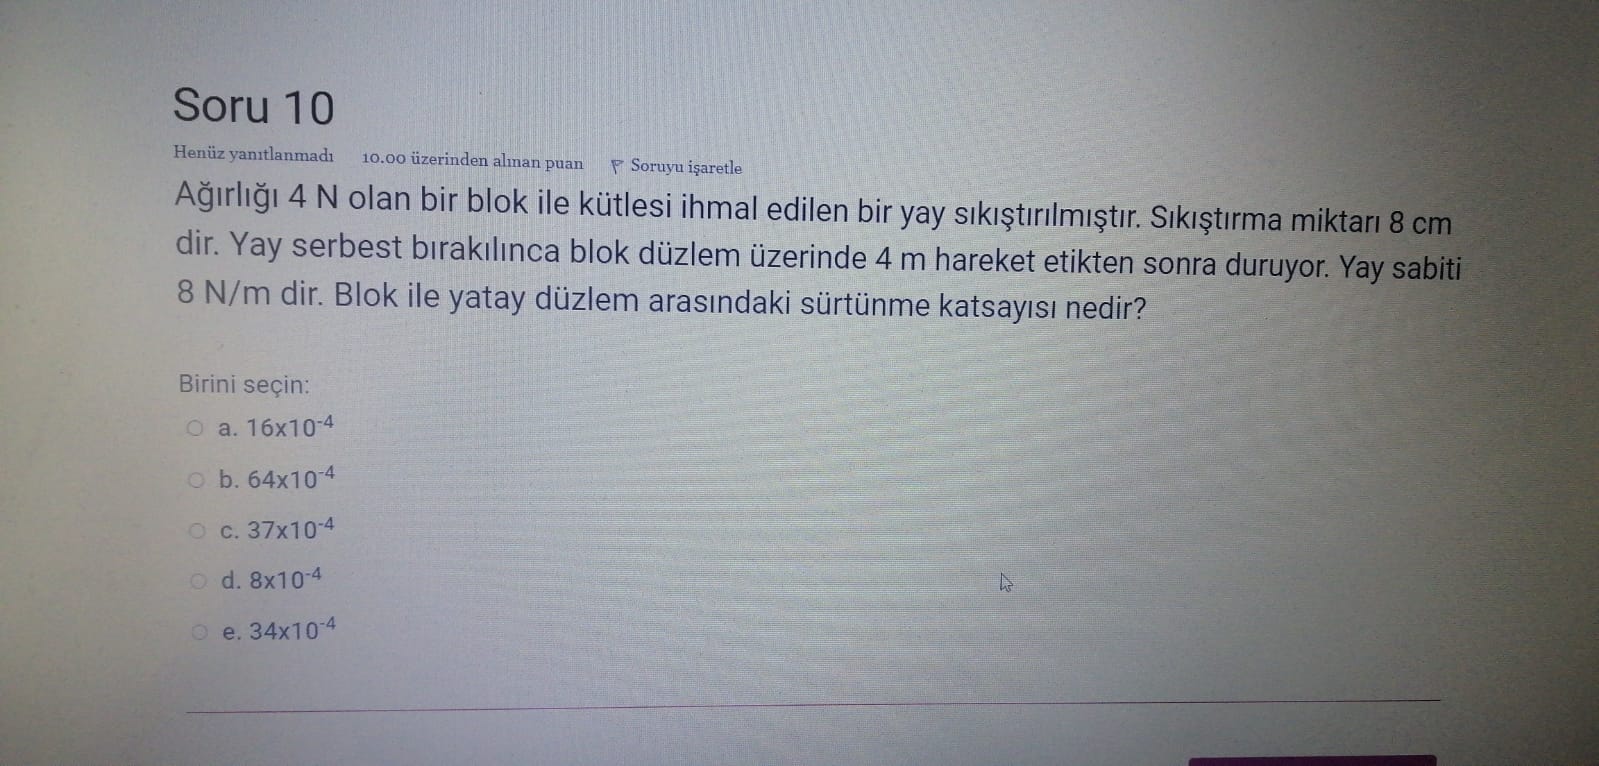 Soru 10
Henüz yanıtlanmadı 10.00 üzerinden alınan puan Soruyu işaretle
Ağırlığı 4 N olan bir blok ile kütlesi ihmal edilen bir yay sıkıştırılmıştır. Sıkıştırma miktarı 8 cm
dir. Yay serbest bırakılınca blok düzlem üzerinde 4 m hareket etikten sonra duruyor. Yay sabiti
8 N/m dir. Blok ile yatay düzlem arasındaki sürtünme katsayısı nedir?
Birini seçin:
a. 16x10⁻⁴
b. 64x10⁻⁴
c. 37x10⁻⁴
d. 8x10⁻⁴
e. 34x10⁻⁴